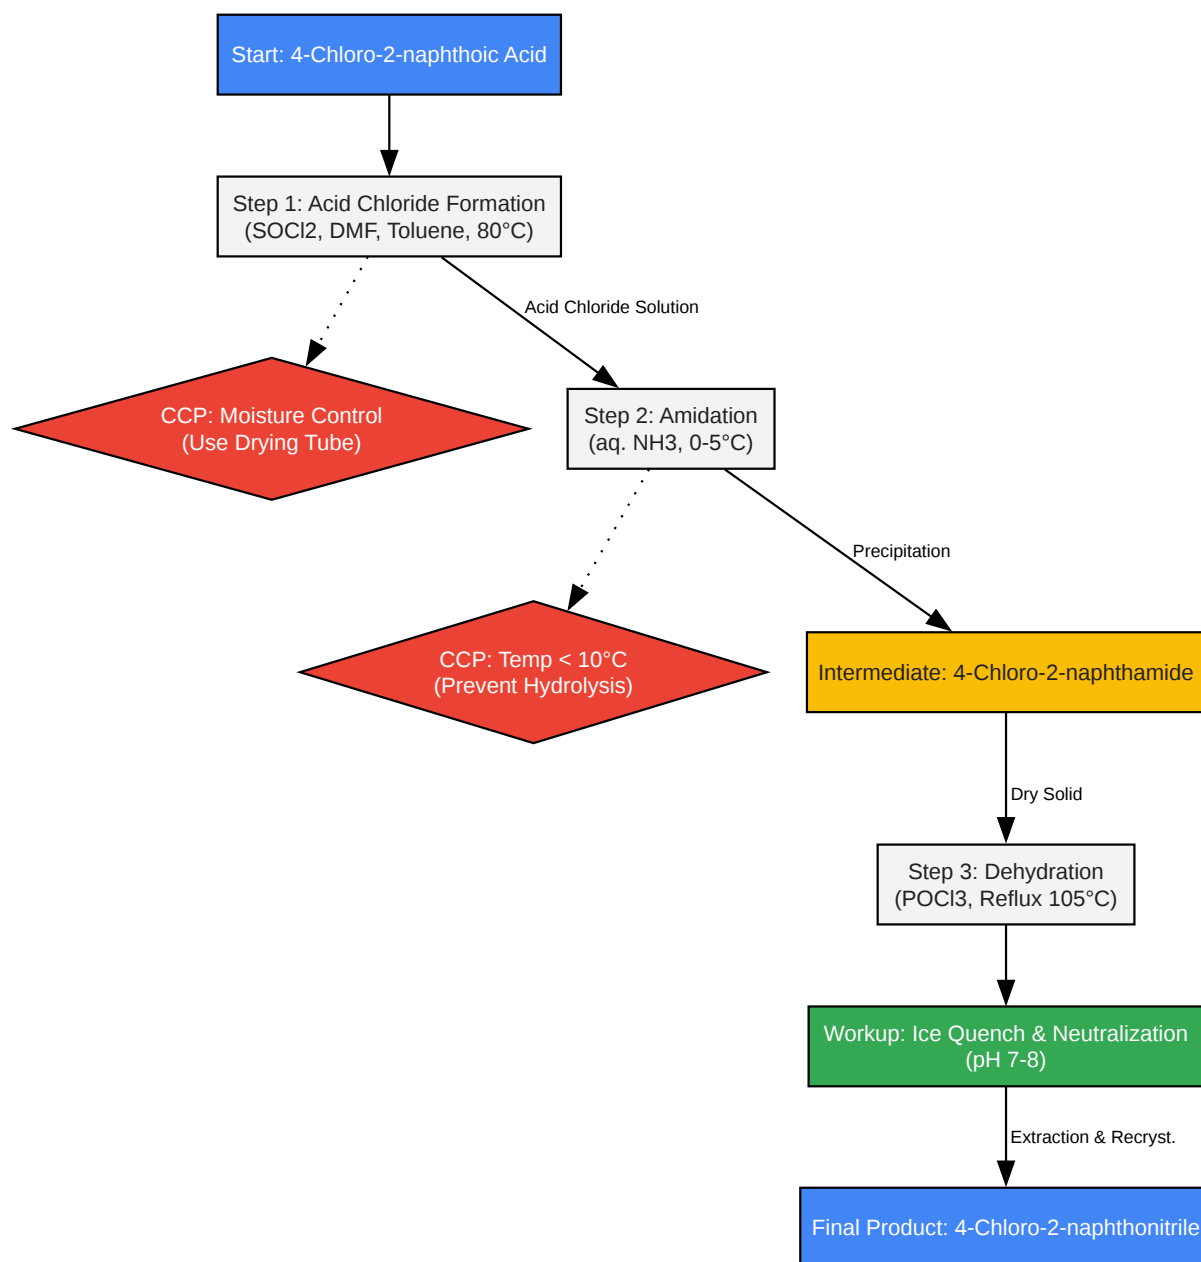 Start: 4-Chloro-2-naphthoic Acid
Step 1: Acid Chloride Formation
(SOCl2, DMF, Toluene, 80°C)
Acid Chloride Solution
CCP: Moisture Control
(Use Drying Tube)
Step 2: Amidation
(aq. NH3, 0-5°C)
Precipitation
CCP: Temp < 10°C
(Prevent Hydrolysis)
Intermediate: 4-Chloro-2-naphthamide
Dry Solid
Step 3: Dehydration
(POCl3, Reflux 105°C)
Workup: Ice Quench & Neutralization
(pH 7-8)
Extraction & Recryst.
Final Product: 4-Chloro-2-naphthonitrile